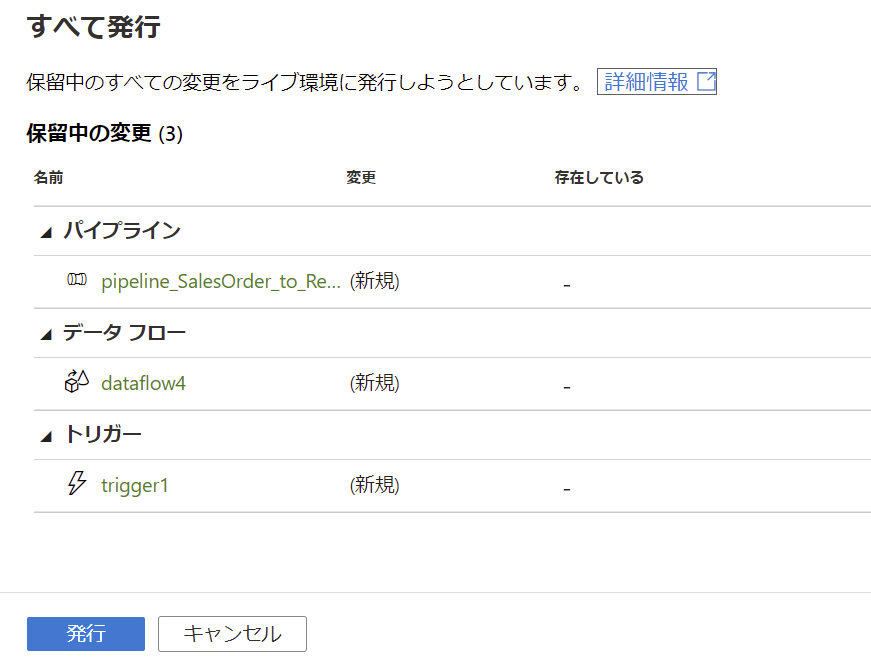 すべて発行
保留中のすべての変更をライブ環境に発行しようとしています。 詳細情報
保留中の変更 (3)
名前 変更 存在している
パイプライン
pipeline_SalesOrder_to_Re... (新規) -
データ フロー
dataflow4 (新規) -
トリガー
trigger1 (新規) -
発行 キャンセル